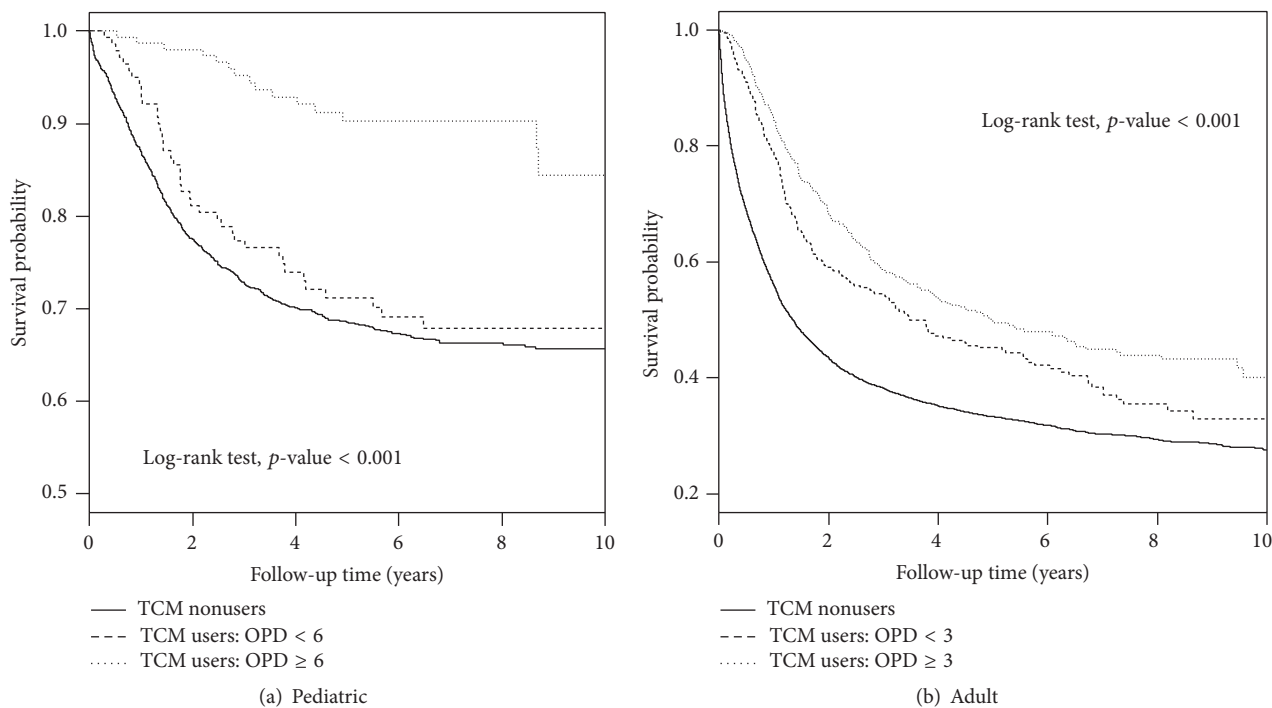 1.0
0.9
0.8
0.7
0.6
0.5
Survival probability
Log-rank test, p-value < 0.001
0 2 4 6 8 10
Follow-up time (years)
TCM nonusers
TCM users: OPD < 6
TCM users: OPD ≥ 6
(a) Pediatric
1.0
0.8
0.6
0.4
0.2
Survival probability
Log-rank test, p-value < 0.001
0 2 4 6 8 10
Follow-up time (years)
TCM nonusers
TCM users: OPD < 3
TCM users: OPD ≥ 3
(b) Adult